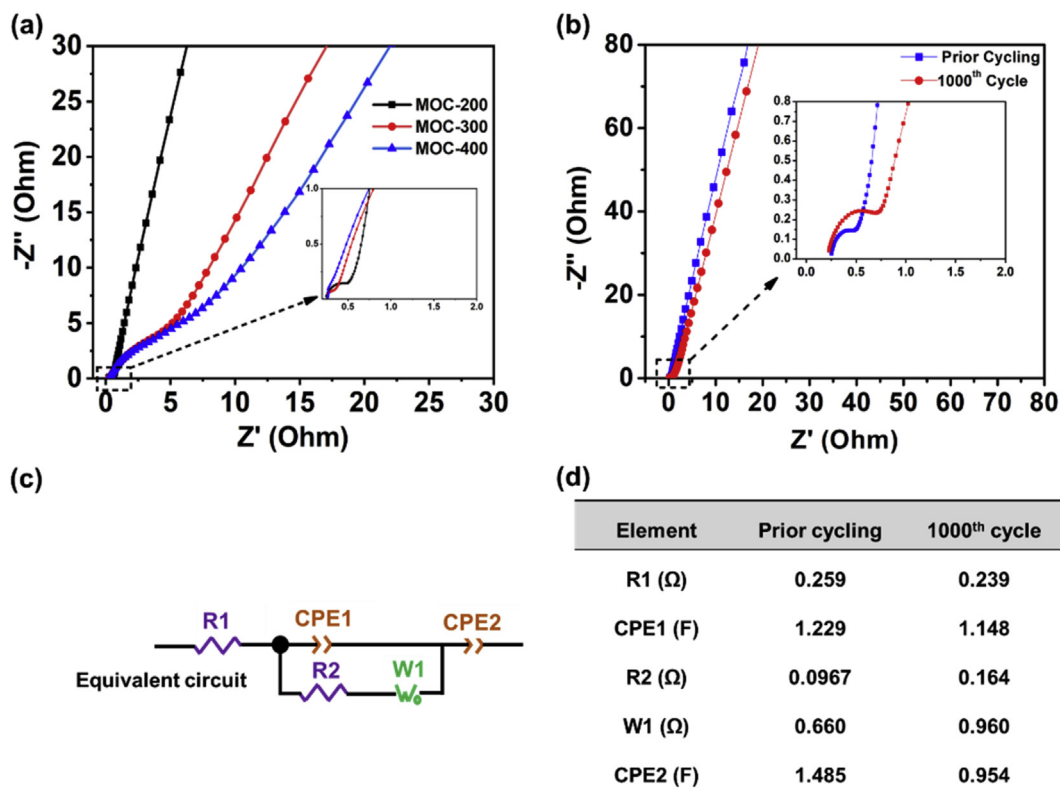 (a)
30
25
20
15
10
5
0
-Z'' (Ohm)
0 5 10 15 20 25 30
Z' (Ohm)
MOC-200
MOC-300
MOC-400
1.0
0.5
0.5 1.0 1.5 2.0
(b)
80
60
40
20
0
-Z'' (Ohm)
0 10 20 30 40 50 60 70 80
Z' (Ohm)
Prior Cycling
1000th Cycle
0.8
0.7
0.6
0.5
0.4
0.3
0.2
0.1
0.0
0.0 0.5 1.0 1.5 2.0
(c)
R1
CPE1
CPE2
R2
W1
Wo
Equivalent circuit
(d)
Element Prior cycling 1000th cycle
R1 (Ω) 0.259 0.239
CPE1 (F) 1.229 1.148
R2 (Ω) 0.0967 0.164
W1 (Ω) 0.660 0.960
CPE2 (F) 1.485 0.954